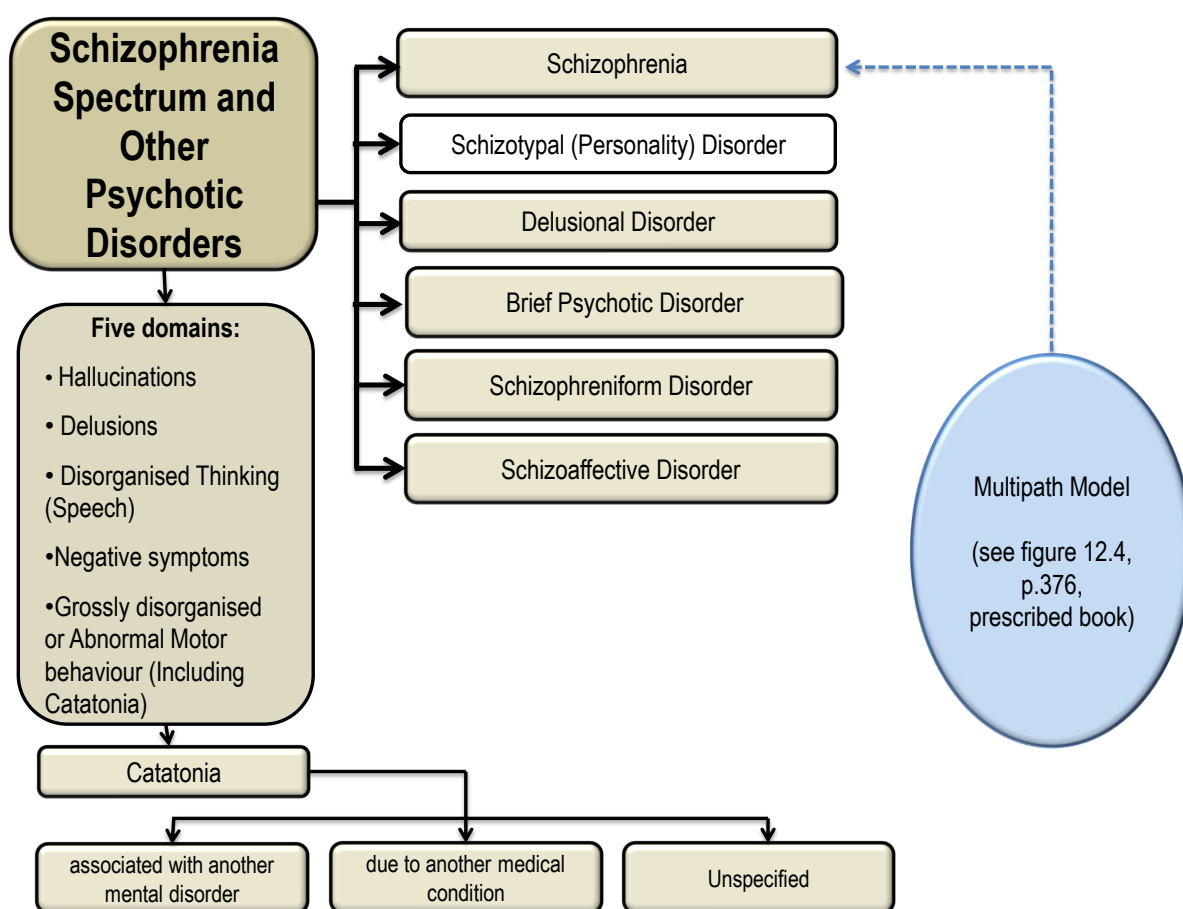 Schizophrenia
Spectrum and
Other
Psychotic
Disorders
Schizophrenia
Schizotypal (Personality) Disorder
Delusional Disorder
Brief Psychotic Disorder
Schizophreniform Disorder
Schizoaffective Disorder
Five domains:
• Hallucinations
• Delusions
• Disorganised Thinking
(Speech)
•Negative symptoms
•Grossly disorganised
or Abnormal Motor
behaviour (Including
Catatonia)
Multipath Model
(see figure 12.4,
p.376,
prescribed book)
Catatonia
associated with another
mental disorder
due to another medical
condition
Unspecified